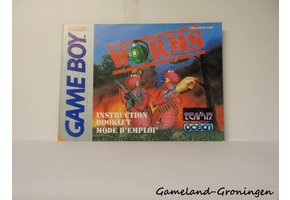 GAME BOY
WORMS
INSTRUCTION
BOOKLET
MODE D'EMPLOI
TEAM17
ocean
Gameland-Groningen